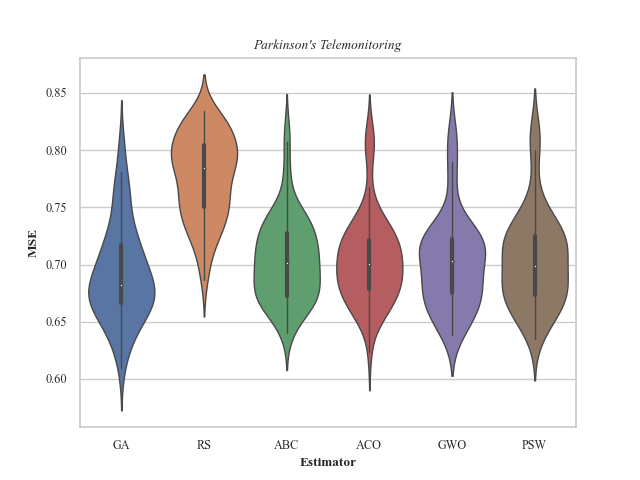 Parkinson's Telemonitoring
0.85
0.80
0.75
0.70
0.65
0.60
MSE
GA RS ABC ACO GWO PSW
Estimator